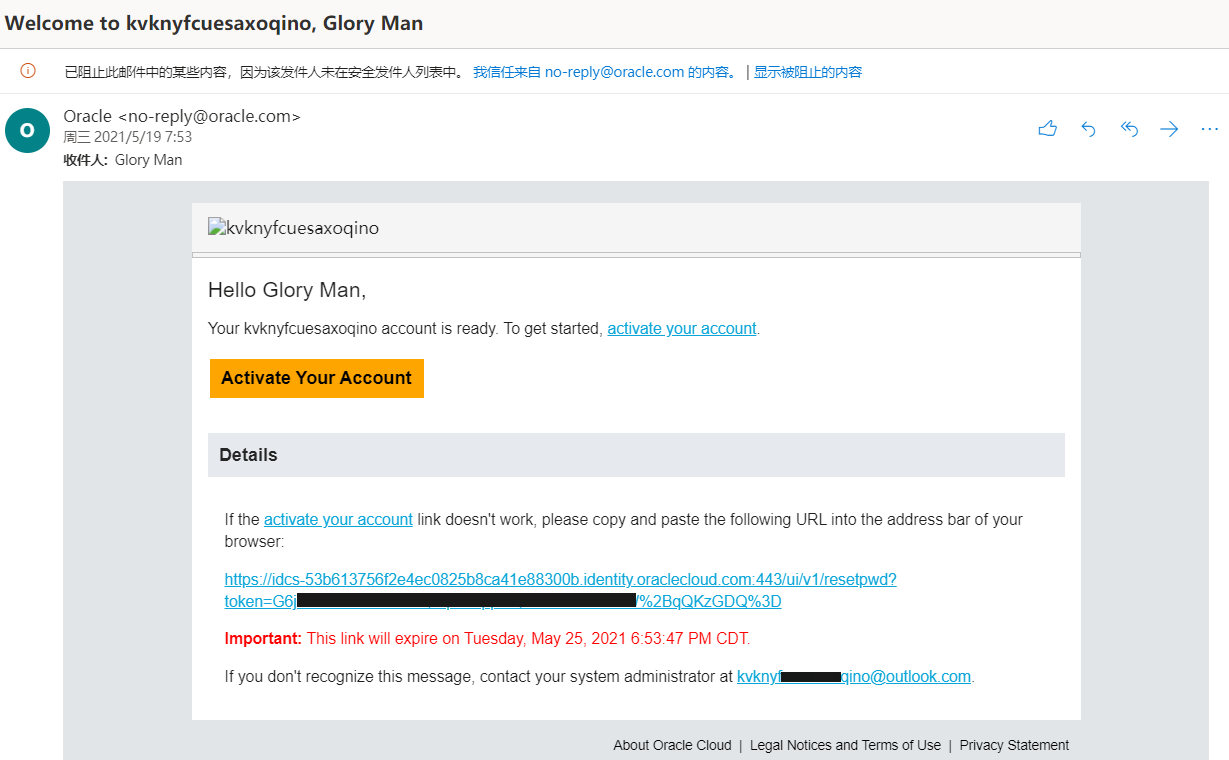 Welcome to kvknyfcuesaxoqino, Glory Man
已阻止此邮件中的某些内容，因为该发件人未在安全发件人列表中。 我信任来自 no-reply@oracle.com 的内容。 | 显示被阻止的内容
O
Oracle <no-reply@oracle.com>
周三 2021/5/19 7:53
收件人: Glory Man
kvknyfcuesaxoqino
Hello Glory Man,
Your kvknyfcuesaxoqino account is ready. To get started, activate your account.
Activate Your Account
Details
If the activate your account link doesn't work, please copy and paste the following URL into the address bar of your
browser:
https://idcs-53b613756f2e4ec0825b8ca41e88300b.identity.oraclecloud.com:443/ui/v1/resetpwd?
token=G6j /%2BqQKzGDQ%3D
Important: This link will expire on Tuesday, May 25, 2021 6:53:47 PM CDT.
If you don't recognize this message, contact your system administrator at kvknyf qino@outlook.com.
About Oracle Cloud | Legal Notices and Terms of Use | Privacy Statement